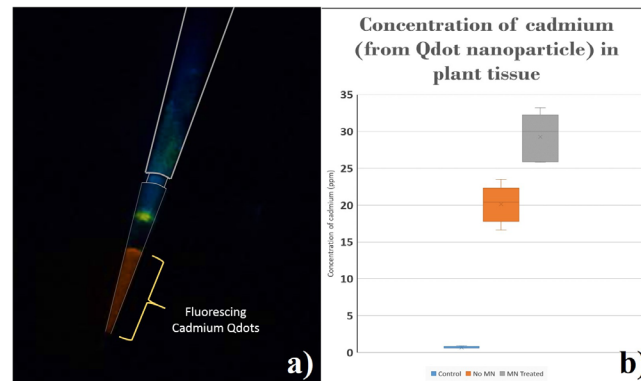 Fluorescing
Cadmium Qdots
a)
Concentration of cadmium
(from Qdot nanoparticle) in
plant tissue
Concentration of cadmium (ppm)
35
30
25
20
15
10
5
0
Control No MN MN Treated
b)